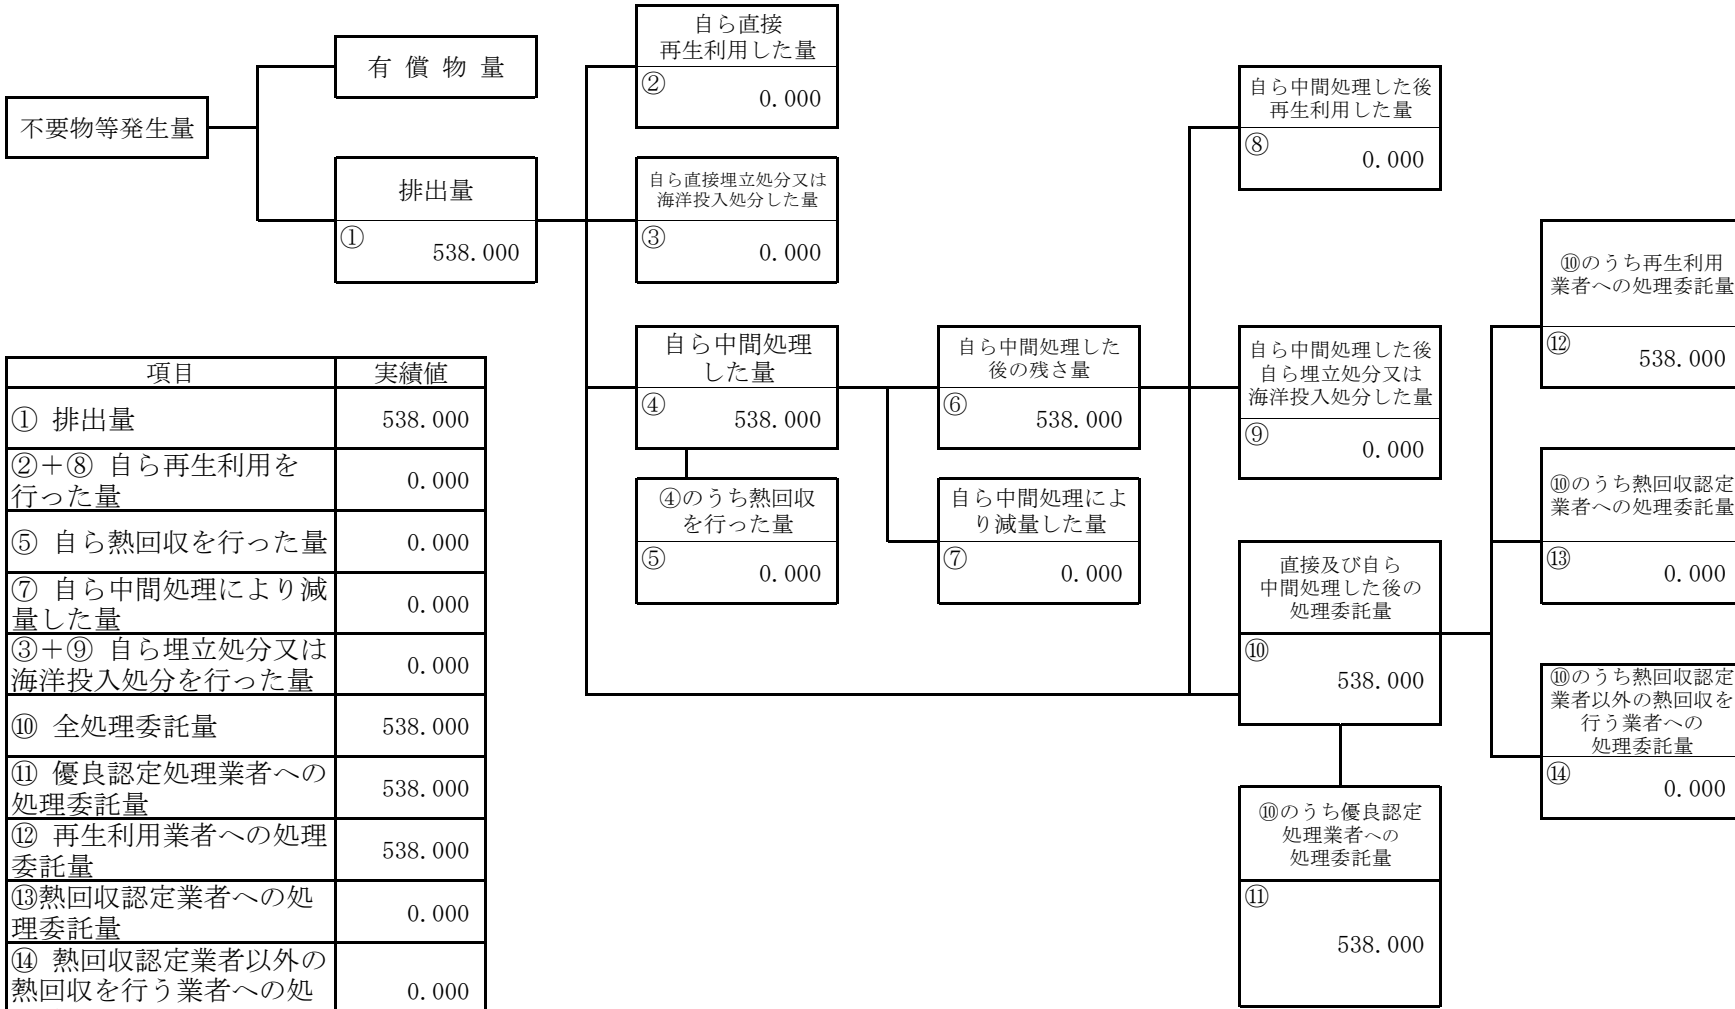 不要物等発生量
有 償 物 量
排出量
①
538.000
自ら直接
再生利用した量
②
0.000
自ら直接埋立処分又は
海洋投入処分した量
③
0.000
自ら中間処理
した量
④
538.000
④のうち熱回収
を行った量
⑤
0.000
自ら中間処理した
後の残さ量
⑥
538.000
自ら中間処理によ
り減量した量
⑦
0.000
自ら中間処理した後
再生利用した量
⑧
0.000
自ら中間処理した後
自ら埋立処分又は
海洋投入処分した量
⑨
0.000
直接及び自ら
中間処理した後の
処理委託量
⑩
538.000
⑩のうち優良認定
処理業者への
処理委託量
⑪
538.000
⑩のうち再生利用
業者への処理委託量
⑫
538.000
⑩のうち熱回収認定
業者への処理委託量
⑬
0.000
⑩のうち熱回収認定
業者以外の熱回収を
行う業者への
処理委託量
⑭
0.000
項目 実績値
① 排出量 538.000
②＋⑧ 自ら再生利用を
行った量 0.000
⑤ 自ら熱回収を行った量 0.000
⑦ 自ら中間処理により減
量した量 0.000
③＋⑨ 自ら埋立処分又は
海洋投入処分を行った量 0.000
⑩ 全処理委託量 538.000
⑪ 優良認定処理業者への
処理委託量 538.000
⑫ 再生利用業者への処理
委託量 538.000
⑬熱回収認定業者への処
理委託量 0.000
⑭ 熱回収認定業者以外の
熱回収を行う業者への処 0.000